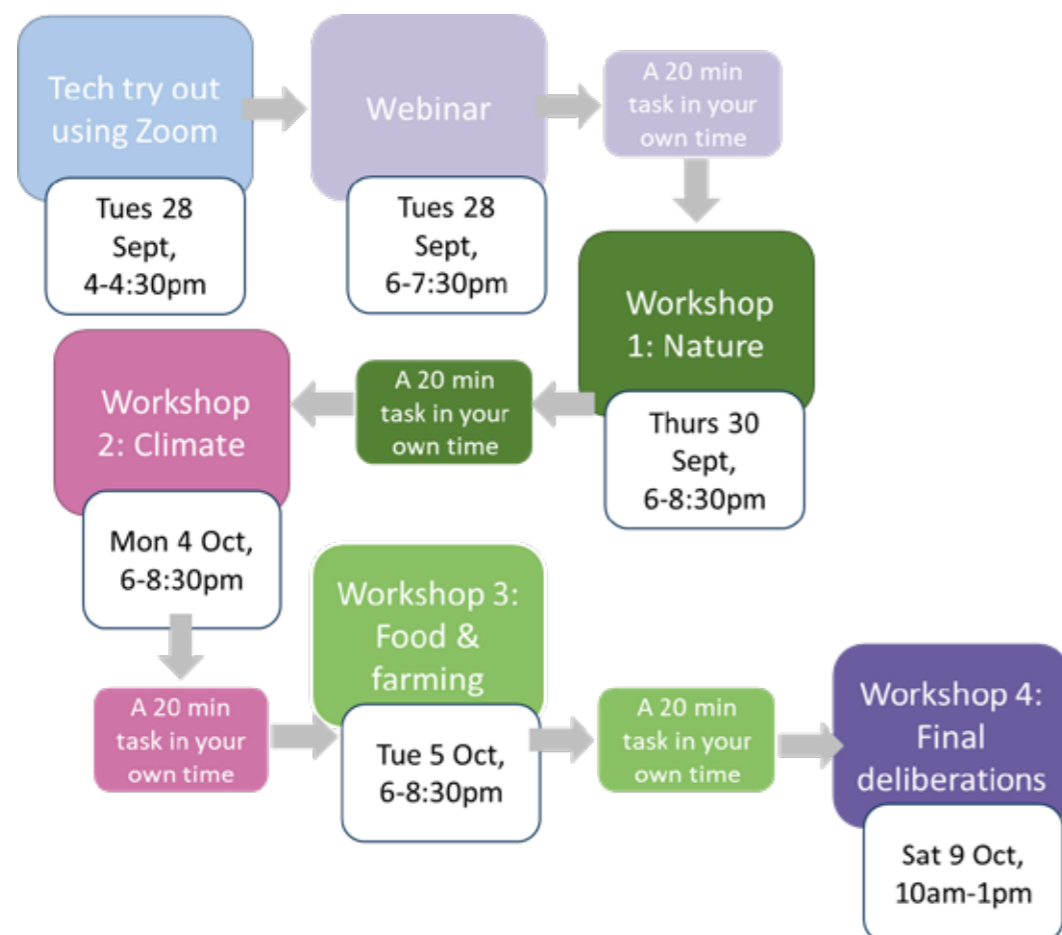 Tech try out
using Zoom
Tues 28
Sept,
4-4:30pm
Webinar
Tues 28
Sept,
6-7:30pm
A 20 min
task in your
own time
Workshop
1: Nature
Thurs 30
Sept,
6-8:30pm
A 20 min
task in your
own time
Workshop
2: Climate
Mon 4 Oct,
6-8:30pm
A 20 min
task in your
own time
Workshop 3:
Food &
farming
Tue 5 Oct,
6-8:30pm
A 20 min
task in your
own time
Workshop 4:
Final
deliberations
Sat 9 Oct,
10am-1pm